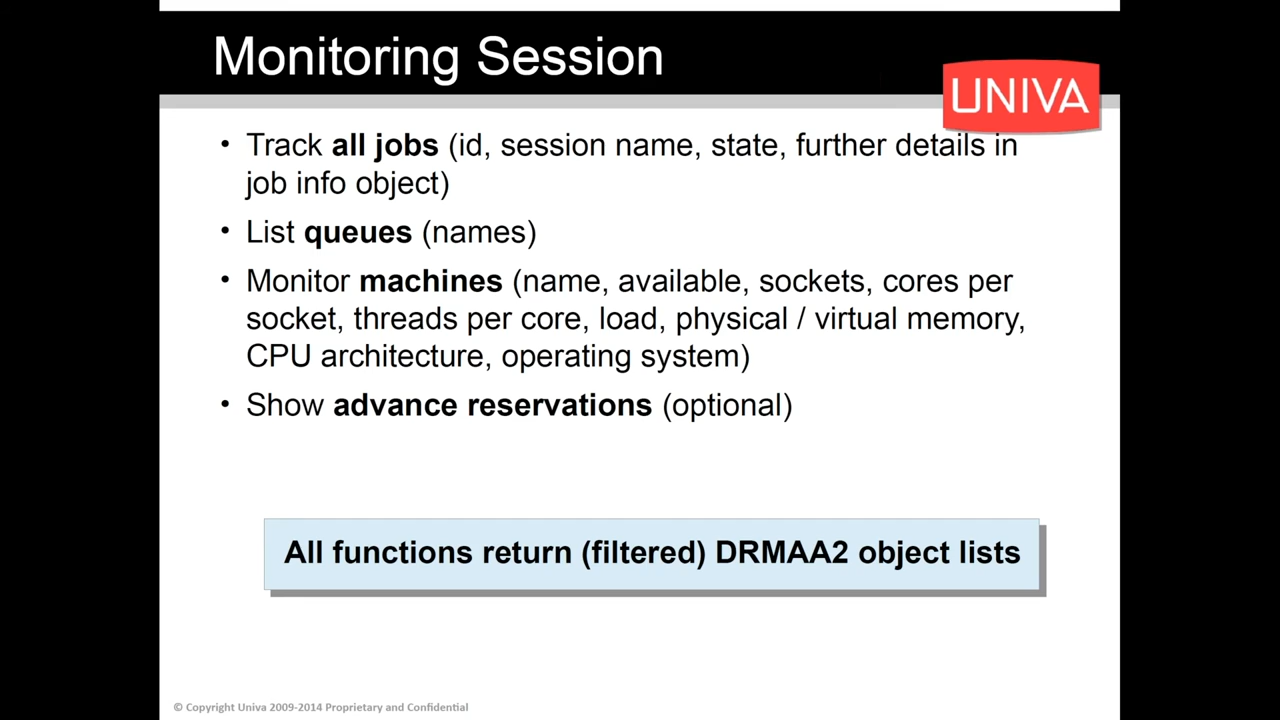 Monitoring Session
UNIVA
• Track all jobs (id, session name, state, further details in
job info object)
• List queues (names)
• Monitor machines (name, available, sockets, cores per
socket, threads per core, load, physical / virtual memory,
CPU architecture, operating system)
• Show advance reservations (optional)
All functions return (filtered) DRMAA2 object lists
© Copyright Univa 2009-2014 Proprietary and Confidential